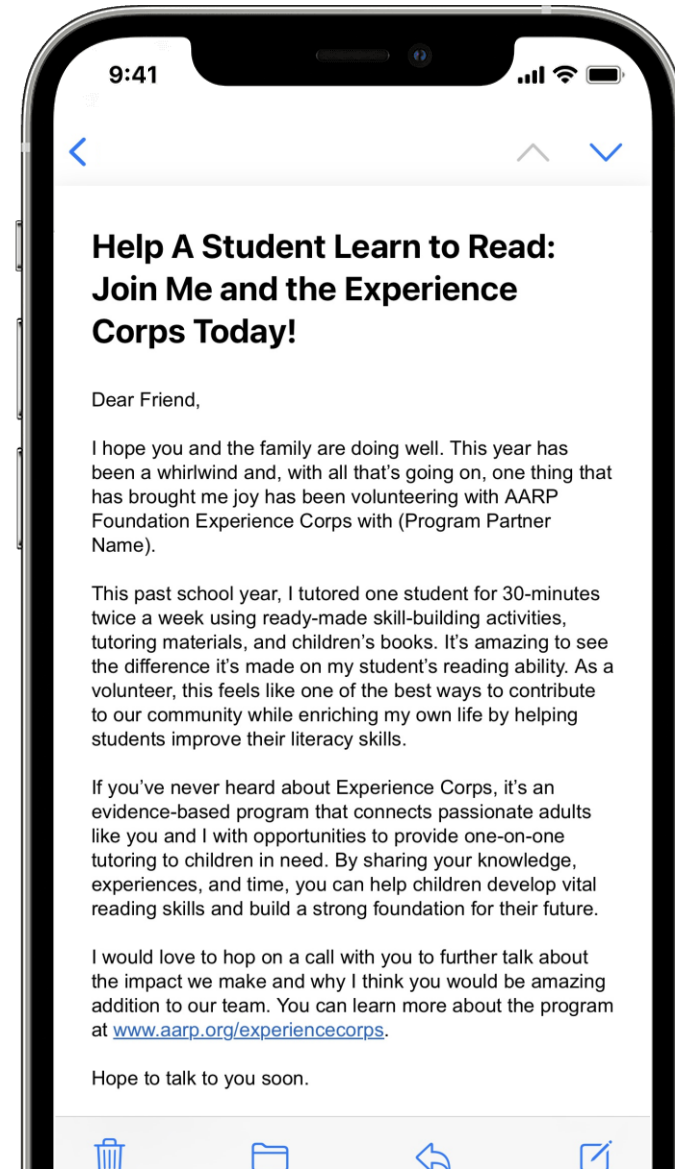 9:41
Help A Student Learn to Read:
Join Me and the Experience
Corps Today!
Dear Friend,
I hope you and the family are doing well. This year has
been a whirlwind and, with all that’s going on, one thing that
has brought me joy has been volunteering with AARP
Foundation Experience Corps with (Program Partner
Name).
This past school year, I tutored one student for 30-minutes
twice a week using ready-made skill-building activities,
tutoring materials, and children’s books. It’s amazing to see
the difference it’s made on my student’s reading ability. As a
volunteer, this feels like one of the best ways to contribute
to our community while enriching my own life by helping
students improve their literacy skills.
If you’ve never heard about Experience Corps, it’s an
evidence-based program that connects passionate adults
like you and I with opportunities to provide one-on-one
tutoring to children in need. By sharing your knowledge,
experiences, and time, you can help children develop vital
reading skills and build a strong foundation for their future.
I would love to hop on a call with you to further talk about
the impact we make and why I think you would be amazing
addition to our team. You can learn more about the program
at www.aarp.org/experiencecorps.
Hope to talk to you soon.